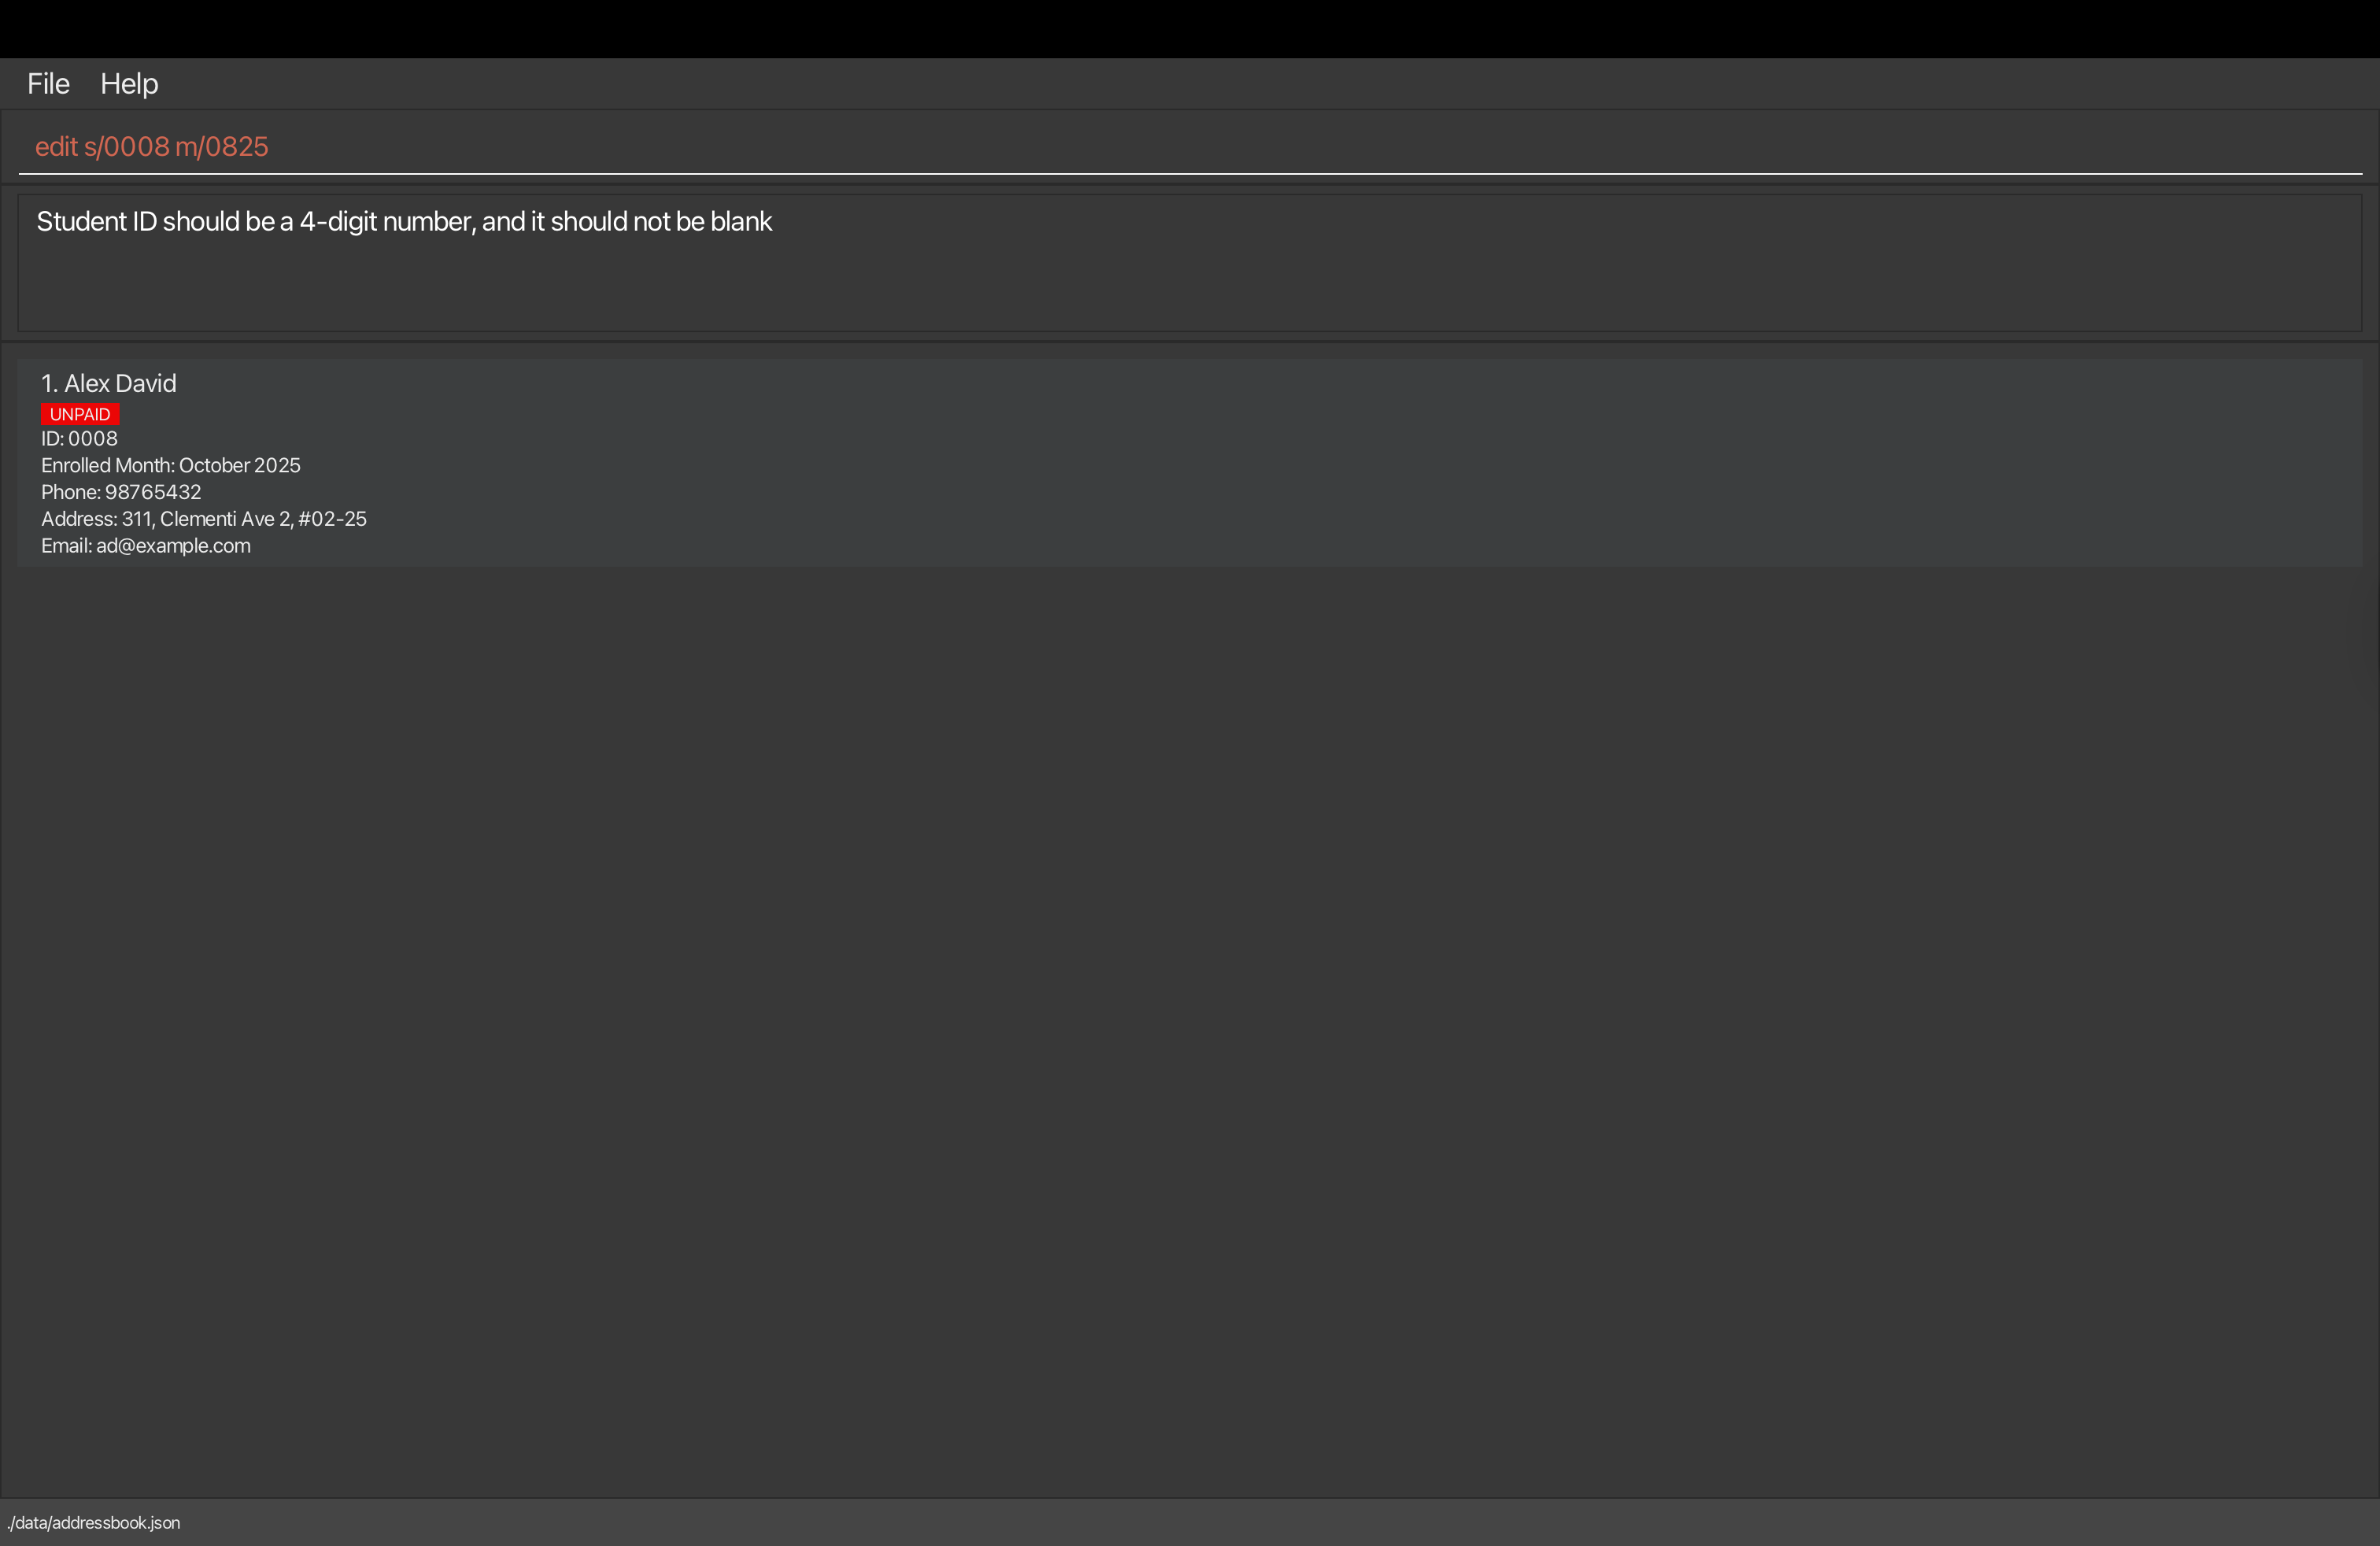 File Help
edit s/0008 m/0825
Student ID should be a 4-digit number, and it should not be blank
1. Alex David
UNPAID
ID: 0008
Enrolled Month: October 2025
Phone: 98765432
Address: 311, Clementi Ave 2, #02-25
Email: ad@example.com
./data/addressbook.json